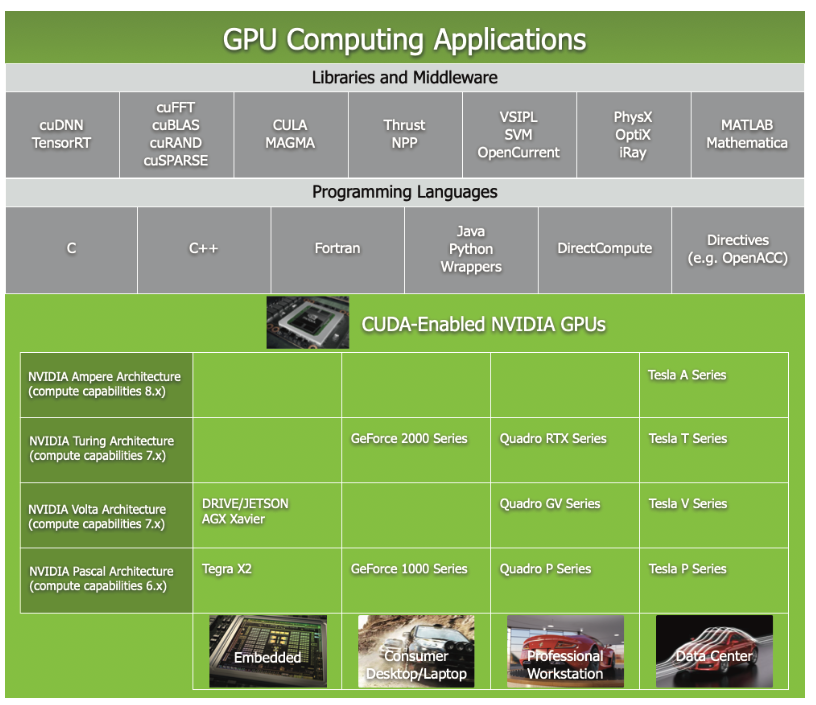 GPU Computing Applications
Libraries and Middleware
cuDNN
TensorRT
cuFFT
cuBLAS
cuRAND
cuSPARSE
CULA
MAGMA
Thrust
NPP
VSIPL
SVM
OpenCurrent
PhysX
OptiX
iRay
MATLAB
Mathematica
Programming Languages
C
C++
Fortran
Java
Python
Wrappers
DirectCompute
Directives
(e.g. OpenACC)
CUDA-Enabled NVIDIA GPUs
NVIDIA Ampere Architecture
(compute capabilities 8.x)
Tesla A Series
NVIDIA Turing Architecture
(compute capabilities 7.x)
GeForce 2000 Series
Quadro RTX Series
Tesla T Series
NVIDIA Volta Architecture
(compute capabilities 7.x)
DRIVE/JETSON
AGX Xavier
Quadro GV Series
Tesla V Series
NVIDIA Pascal Architecture
(compute capabilities 6.x)
Tegra X2
GeForce 1000 Series
Quadro P Series
Tesla P Series
Embedded
Consumer
Desktop/Laptop
Professional
Workstation
Data Center